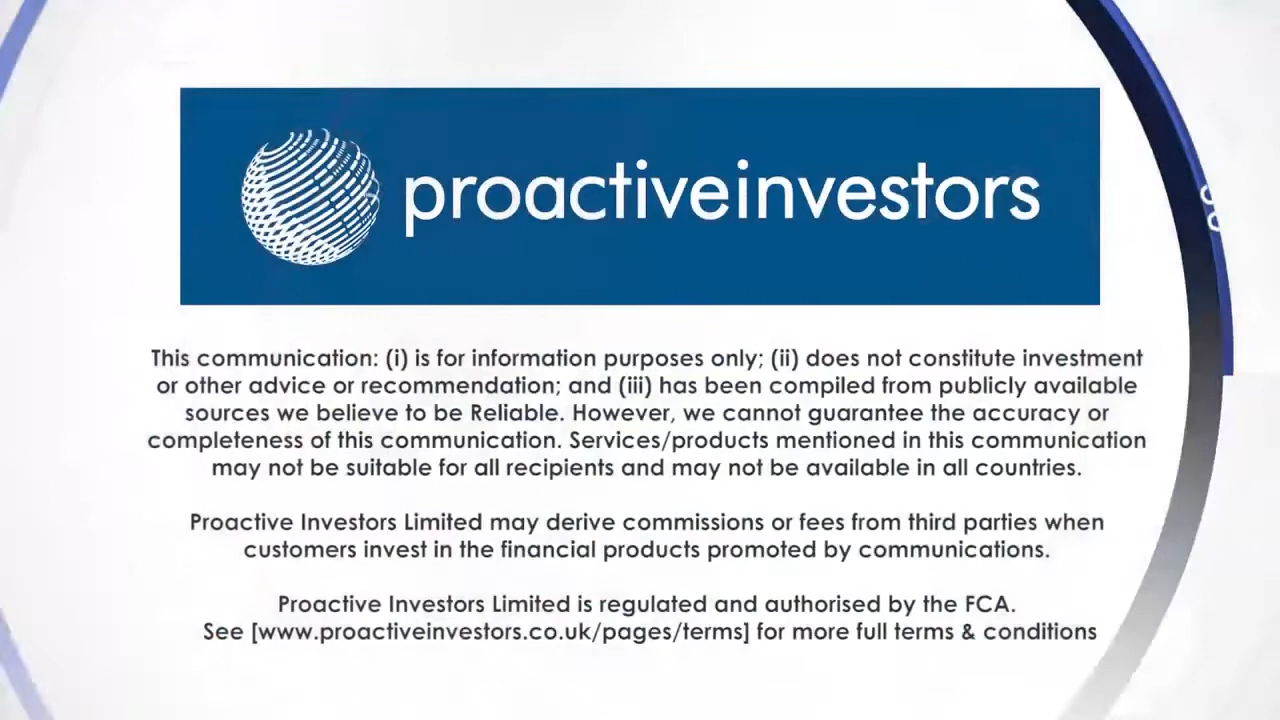 proactiveinvestors
This communication: (i) is for information purposes only; (ii) does not constitute investment
or other advice or recommendation; and (iii) has been compiled from publicly available
sources we believe to be Reliable. However, we cannot guarantee the accuracy or
completeness of this communication. Services/products mentioned in this communication
may not be suitable for all recipients and may not be available in all countries.
Proactive Investors Limited may derive commissions or fees from third parties when
customers invest in the financial products promoted by communications.
Proactive Investors Limited is regulated and authorised by the FCA.
See [www.proactiveinvestors.co.uk/pages/terms] for more full terms & conditions